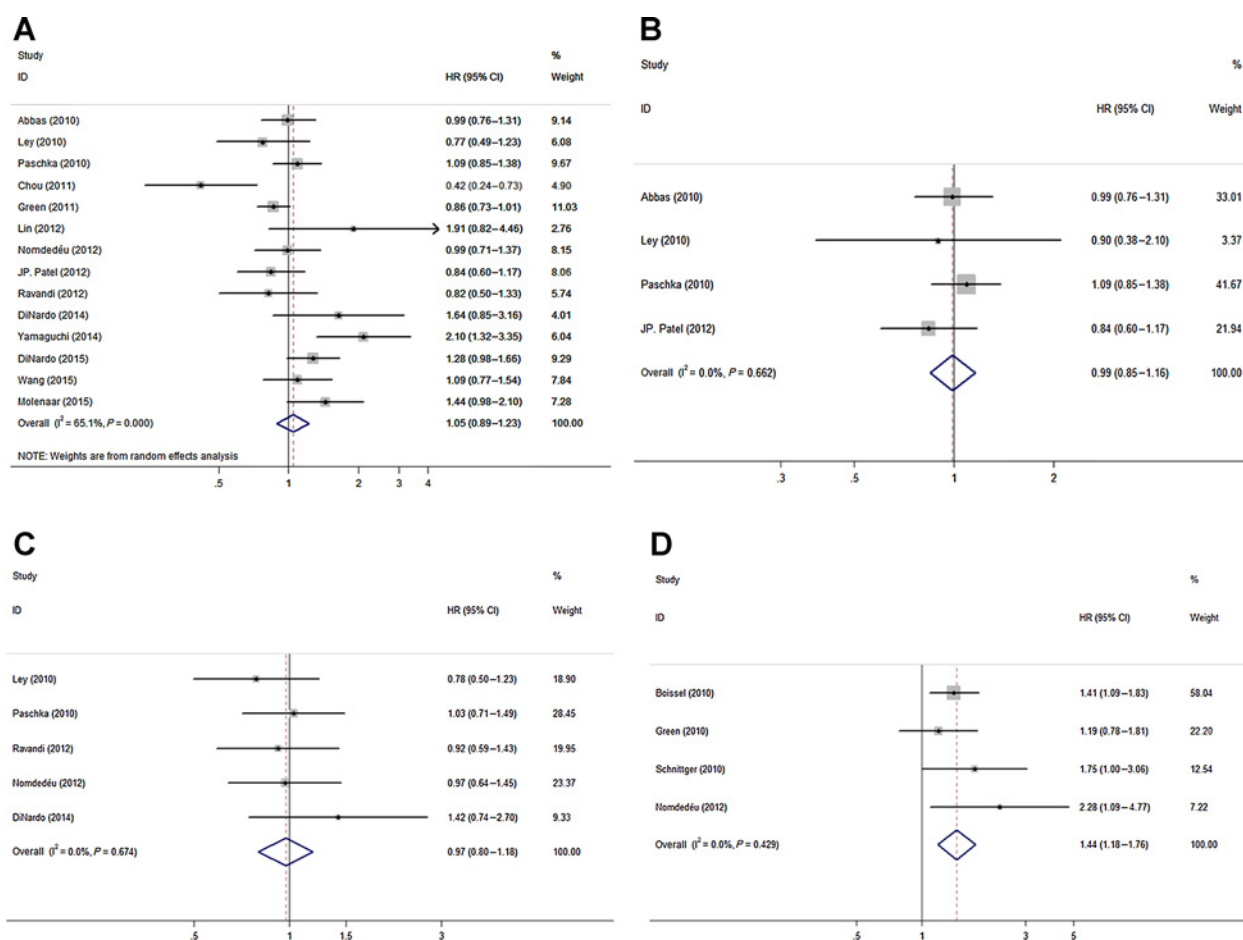 A
Study %
ID HR (95% CI) Weight
Abbas (2010) 0.99 (0.76–1.31) 9.14
Ley (2010) 0.77 (0.49–1.23) 6.08
Paschka (2010) 1.09 (0.85–1.38) 9.67
Chou (2011) 0.42 (0.24–0.73) 4.90
Green (2011) 0.86 (0.73–1.01) 11.03
Lin (2012) 1.91 (0.82–4.46) 2.76
Nomdedéu (2012) 0.99 (0.71–1.37) 8.15
JP. Patel (2012) 0.84 (0.60–1.17) 8.06
Ravandi (2012) 0.82 (0.50–1.33) 5.74
DiNardo (2014) 1.64 (0.85–3.16) 4.01
Yamaguchi (2014) 2.10 (1.32–3.35) 6.04
DiNardo (2015) 1.28 (0.98–1.66) 9.29
Wang (2015) 1.09 (0.77–1.54) 7.84
Molenaar (2015) 1.44 (0.98–2.10) 7.28
Overall (I² = 65.1%, P = 0.000) 1.05 (0.89–1.23) 100.00
NOTE: Weights are from random effects analysis
.5 1 2 3 4
B
Study %
ID HR (95% CI) Weight
Abbas (2010) 0.99 (0.76–1.31) 33.01
Ley (2010) 0.90 (0.38–2.10) 3.37
Paschka (2010) 1.09 (0.85–1.38) 41.67
JP. Patel (2012) 0.84 (0.60–1.17) 21.94
Overall (I² = 0.0%, P = 0.662) 0.99 (0.85–1.16) 100.00
.3 .5 1 2
C
Study %
ID HR (95% CI) Weight
Ley (2010) 0.78 (0.50–1.23) 18.90
Paschka (2010) 1.03 (0.71–1.49) 28.45
Ravandi (2012) 0.92 (0.59–1.43) 19.95
Nomdedéu (2012) 0.97 (0.64–1.45) 23.37
DiNardo (2014) 1.42 (0.74–2.70) 9.33
Overall (I² = 0.0%, P = 0.674) 0.97 (0.80–1.18) 100.00
.5 1 1.5 3
D
Study %
ID HR (95% CI) Weight
Boissel (2010) 1.41 (1.09–1.83) 58.04
Green (2010) 1.19 (0.78–1.81) 22.20
Schnittger (2010) 1.75 (1.00–3.06) 12.54
Nomdedéu (2012) 2.28 (1.09–4.77) 7.22
Overall (I² = 0.0%, P = 0.429) 1.44 (1.18–1.76) 100.00
.5 1 3 5